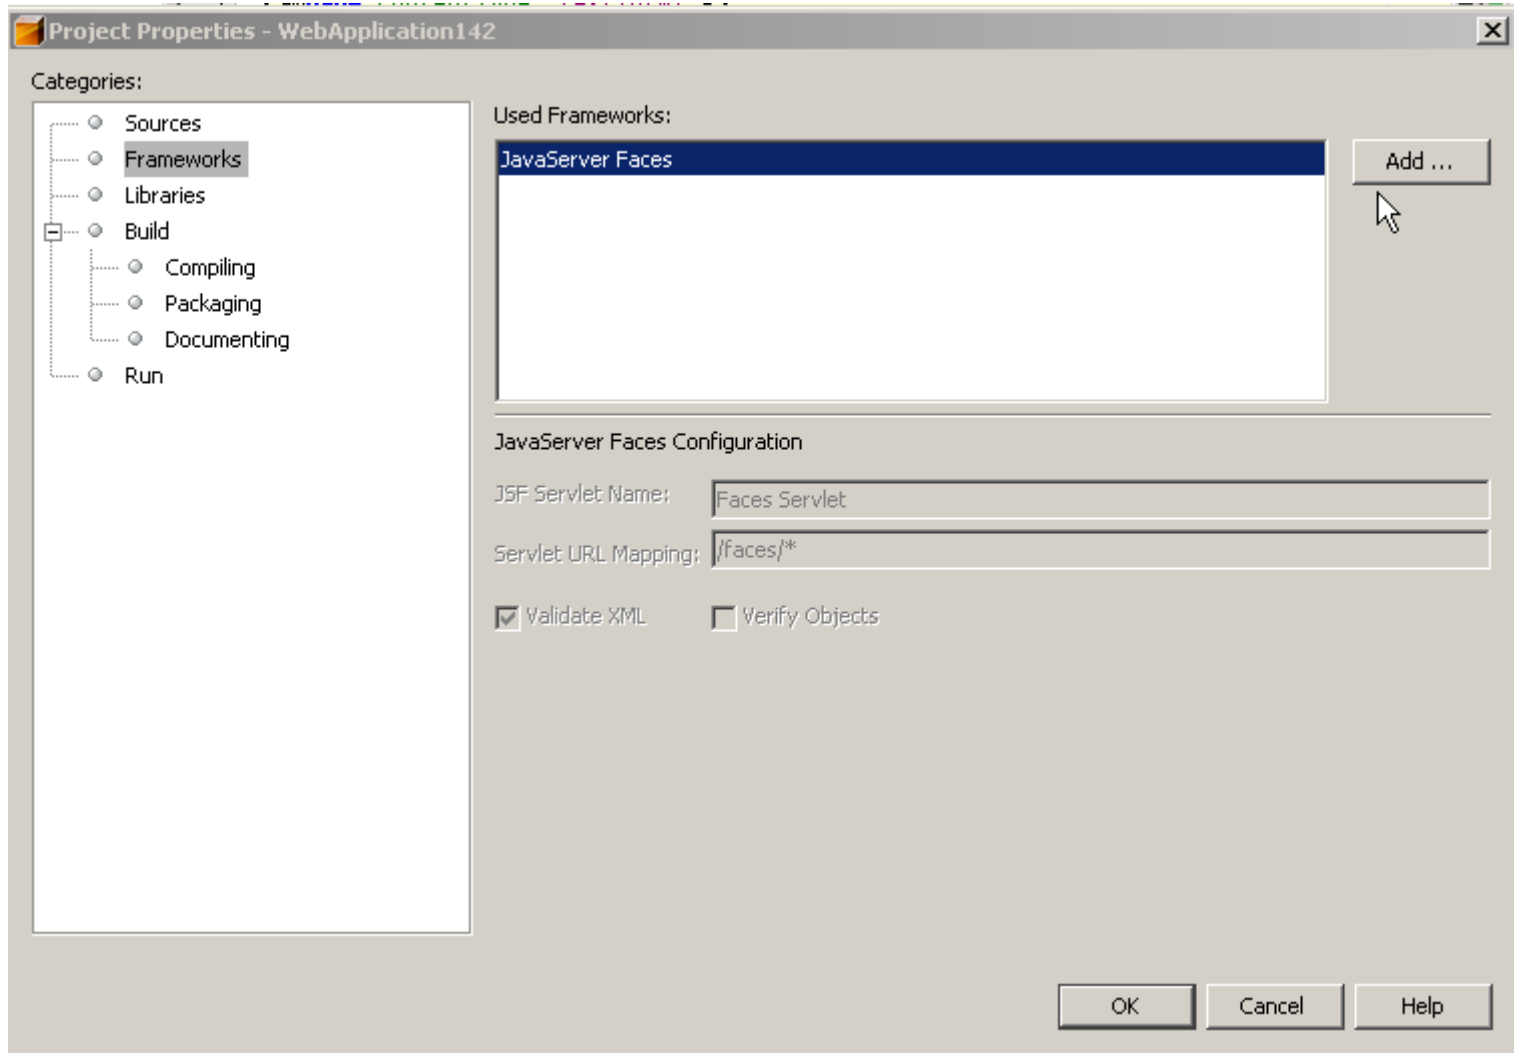 Project Properties - WebApplication142
Categories:
Sources
Frameworks
Libraries
Build
Compiling
Packaging
Documenting
Run
Used Frameworks:
JavaServer Faces
Add ...
JavaServer Faces Configuration
JSF Servlet Name:
Faces Servlet
Servlet URL Mapping:
/faces/*
Validate XML
Verify Objects
OK
Cancel
Help